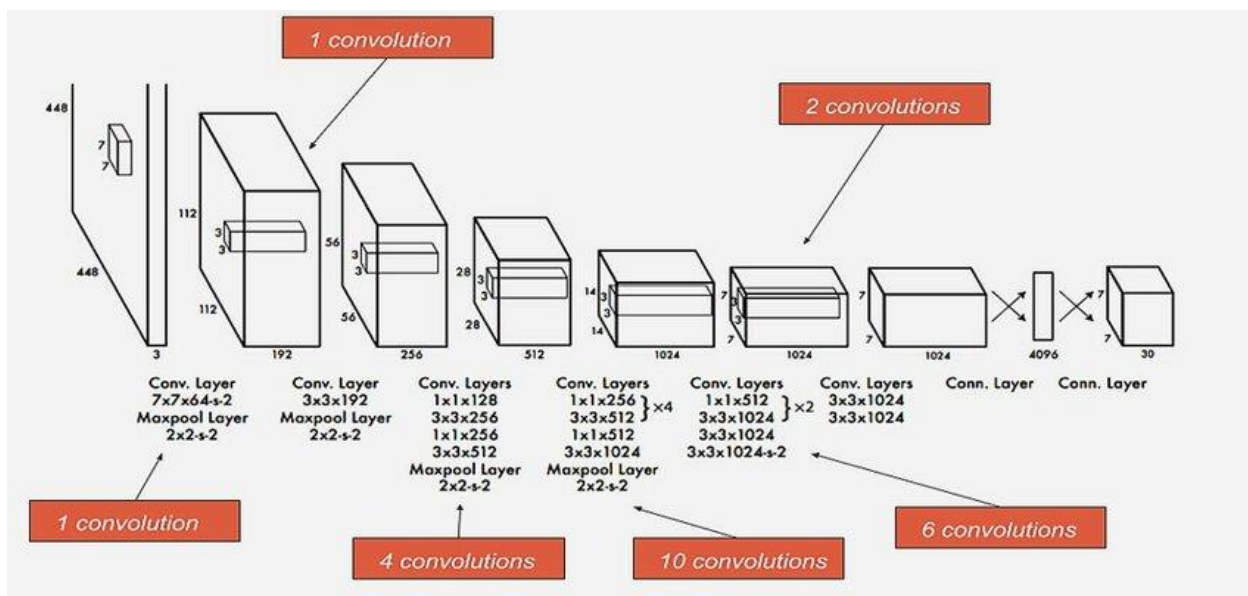 1 convolution
2 convolutions
448
448
7
7
3
112
112
3
3
192
56
56
3
3
256
28
28
3
3
512
14
14
3
3
1024
7
7
3
3
1024
7
7
1024
4096
7
7
30
Conv. Layer
7x7x64-s-2
Maxpool Layer
2x2-s-2
Conv. Layer
3x3x192
Maxpool Layer
2x2-s-2
Conv. Layers
1x1x128
3x3x256
1x1x256
3x3x512
Maxpool Layer
2x2-s-2
Conv. Layers
1x1x256
3x3x512 } ×4
1x1x512
3x3x1024
Maxpool Layer
2x2-s-2
Conv. Layers
1x1x512
3x3x1024 } ×2
3x3x1024
3x3x1024-s-2
Conv. Layers
3x3x1024
3x3x1024
Conn. Layer
Conn. Layer
1 convolution
4 convolutions
10 convolutions
6 convolutions